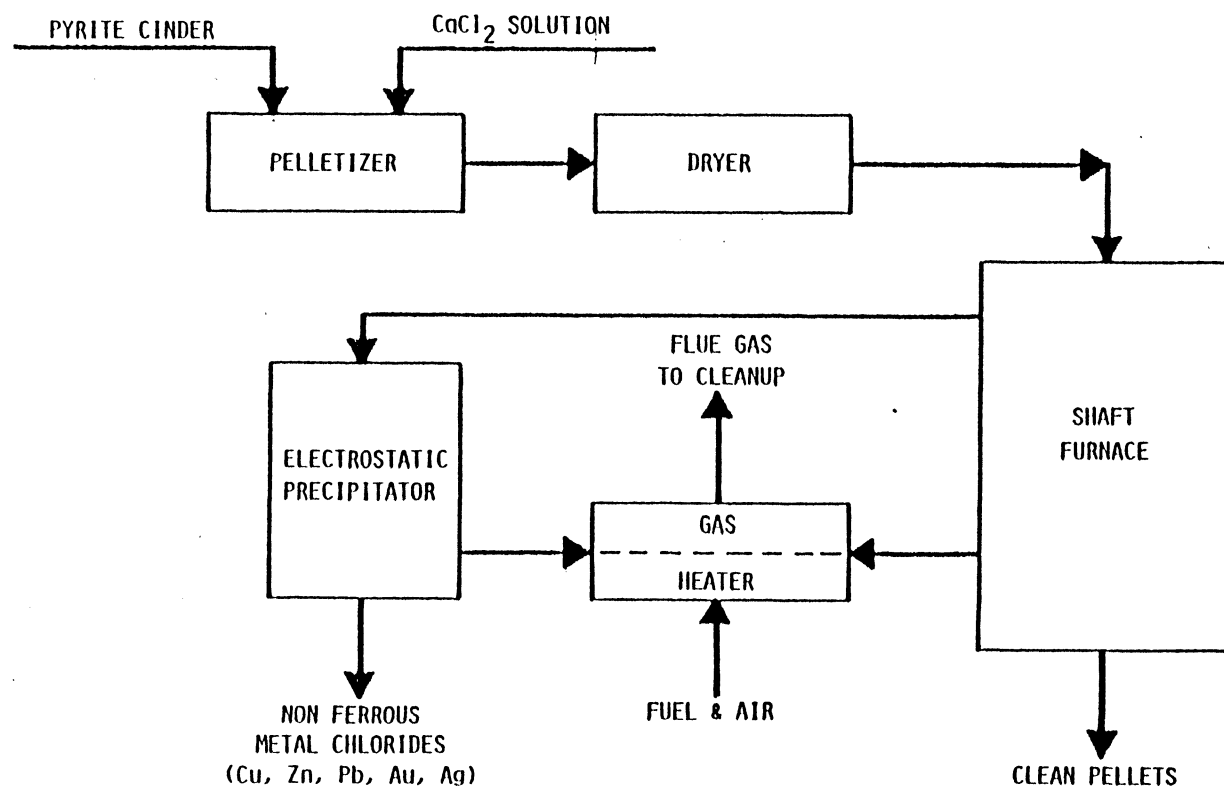 PYRITE CINDER
CaCl2 SOLUTION
PELLETIZER
DRYER
FLUE GAS
TO CLEANUP
SHAFT
FURNACE
ELECTROSTATIC
PRECIPITATOR
GAS
HEATER
NON FERROUS
METAL CHLORIDES
(Cu, Zn, Pb, Au, Ag)
FUEL & AIR
CLEAN PELLETS